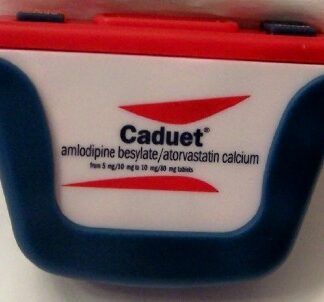 Caduet®
amlodipine besylate/atorvastatin calcium
from 5 mg/10 mg to 10 mg/80 mg tablets